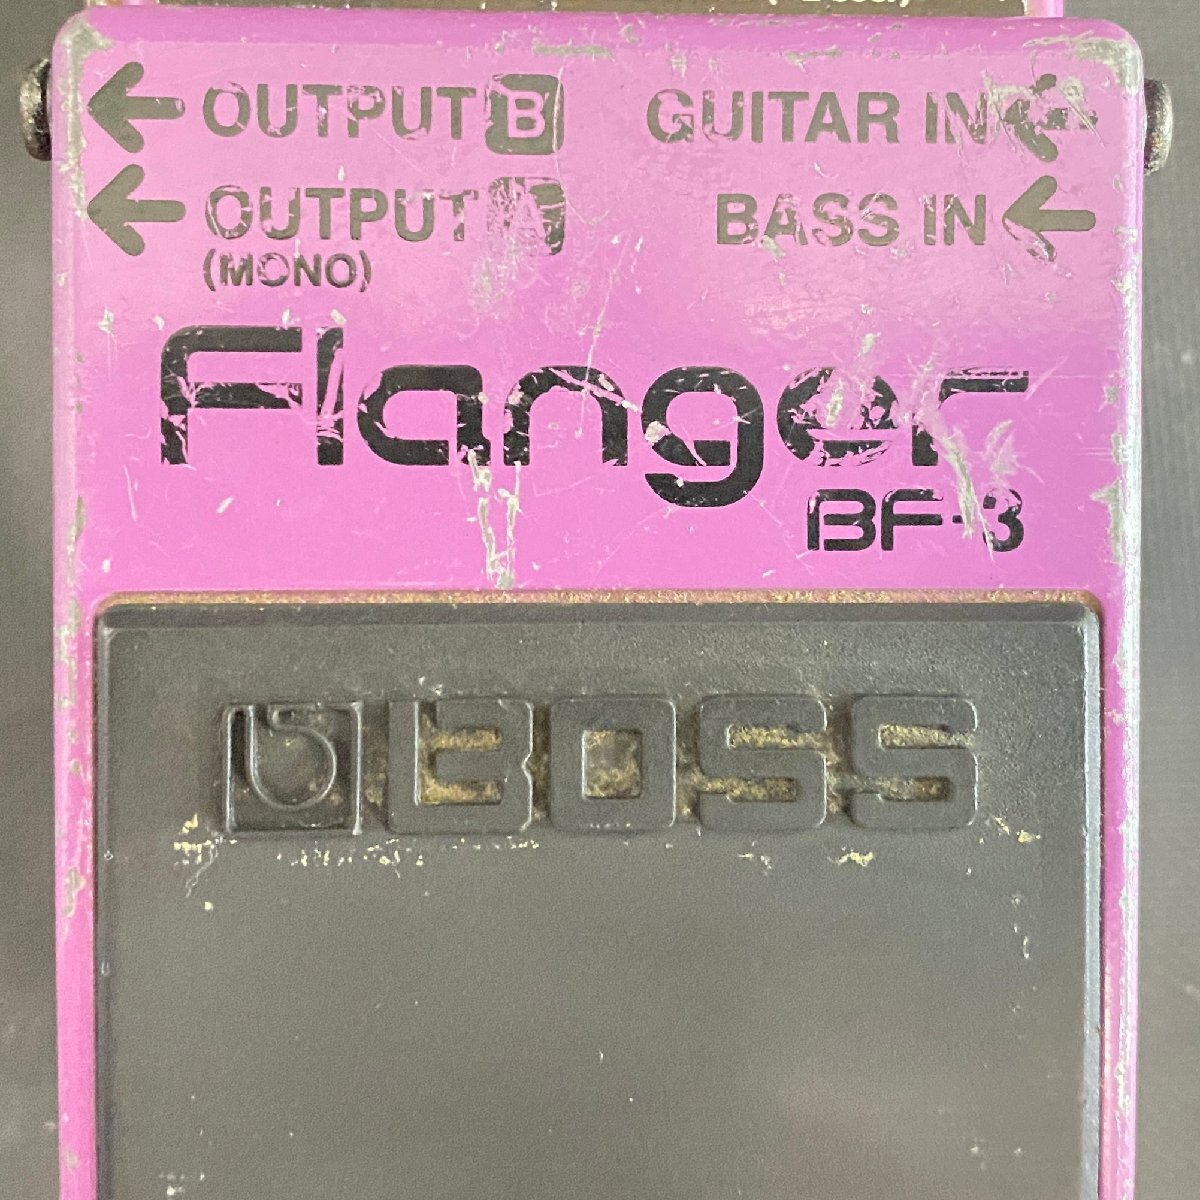 OUTPUT B
GUITAR IN
OUTPUT A
(MONO)
BASS IN
Flanger
BF-3
BOSS